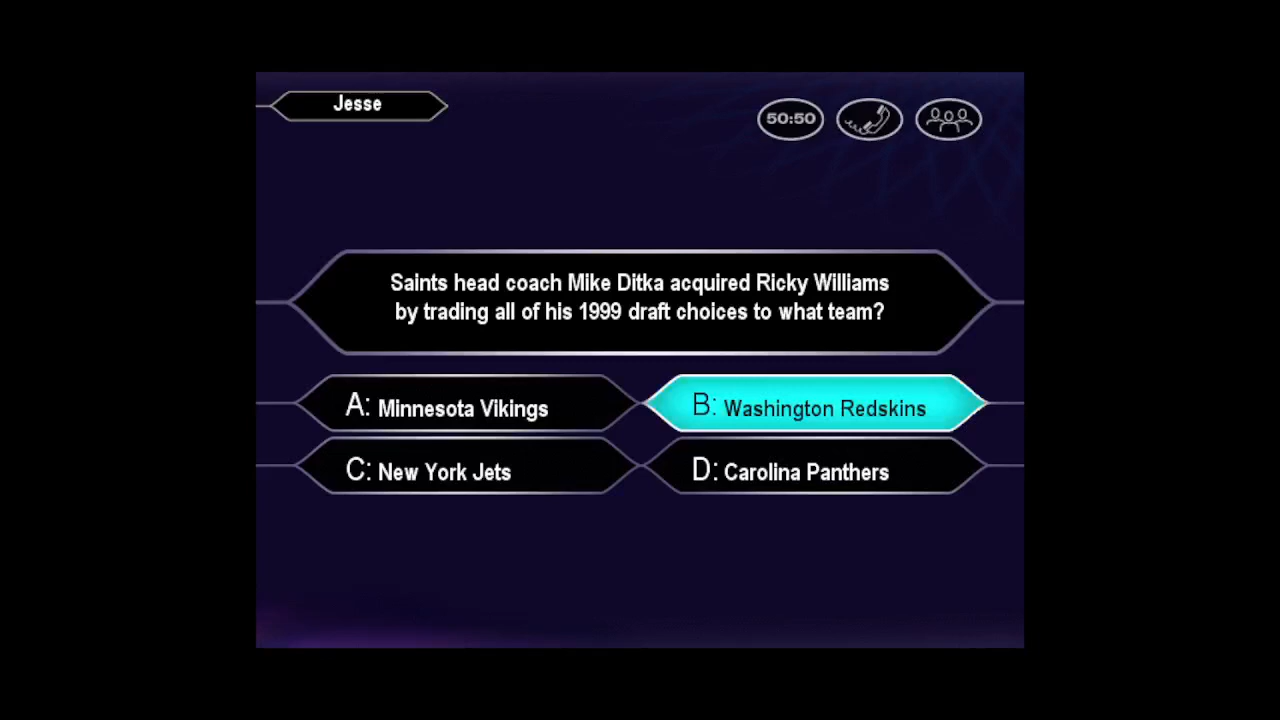 Jesse
50:50
Saints head coach Mike Ditka acquired Ricky Williams
by trading all of his 1999 draft choices to what team?
A: Minnesota Vikings
B: Washington Redskins
C: New York Jets
D: Carolina Panthers